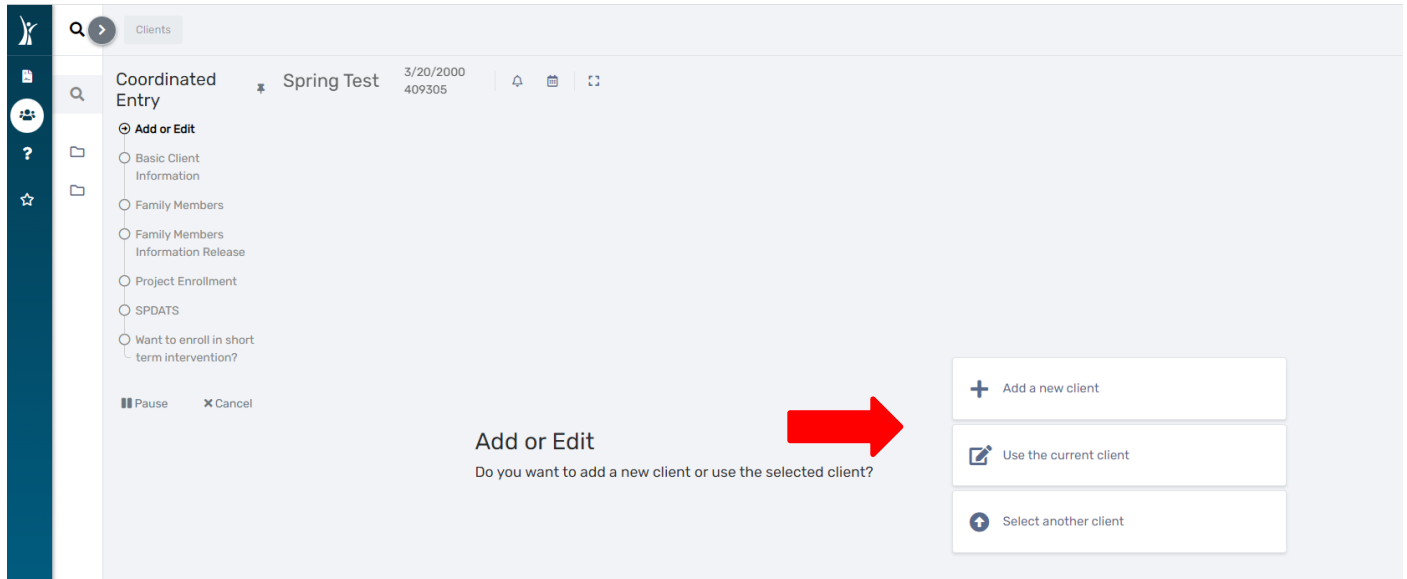 Clients
Coordinated
Entry
Spring Test
3/20/2000
409305
Add or Edit
Basic Client
Information
Family Members
Family Members
Information Release
Project Enrollment
SPDATS
Want to enroll in short
term intervention?
Pause
Cancel
Add or Edit
Do you want to add a new client or use the selected client?
Add a new client
Use the current client
Select another client